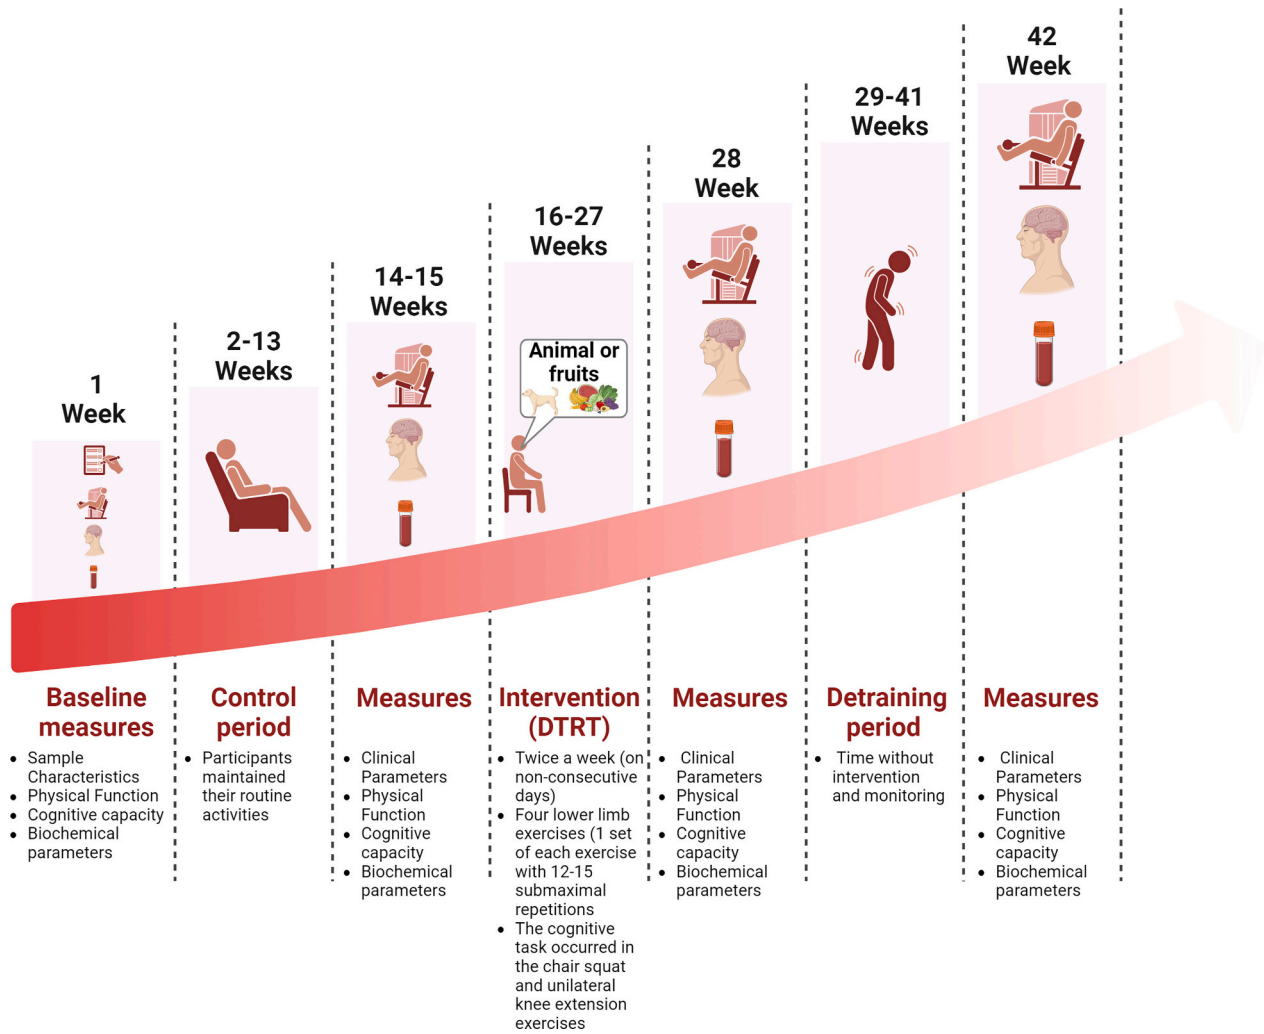 1
Week
2-13
Weeks
14-15
Weeks
16-27
Weeks
28
Week
29-41
Weeks
42
Week
Animal or
fruits
Baseline
measures
• Sample
Characteristics
• Physical Function
• Cognitive capacity
• Biochemical
parameters
Control
period
• Participants
maintained
their routine
activities
Measures
• Clinical
Parameters
• Physical
Function
• Cognitive
capacity
• Biochemical
parameters
Intervention
(DTRT)
• Twice a week (on
non-consecutive
days)
• Four lower limb
exercises (1 set
of each exercise
with 12-15
submaximal
repetitions
• The cognitive
task occurred in
the chair squat
and unilateral
knee extension
exercises
Measures
• Clinical
Parameters
• Physical
Function
• Cognitive
capacity
• Biochemical
parameters
Detraining
period
• Time without
intervention
and monitoring
Measures
• Clinical
Parameters
• Physical
Function
• Cognitive
capacity
• Biochemical
parameters